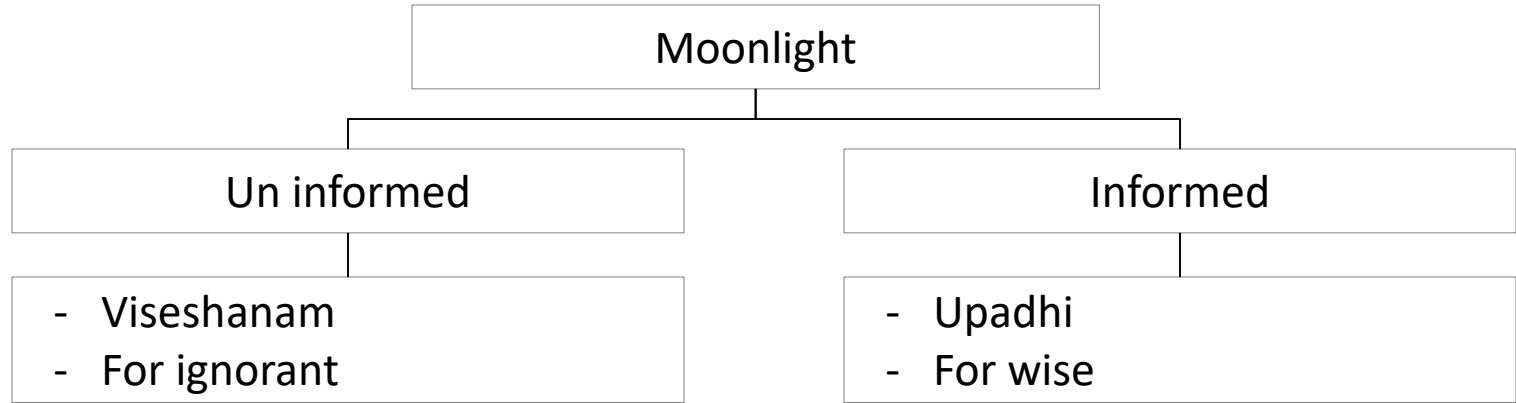 Moonlight
Un informed
Informed
- Viseshanam
- For ignorant
- Upadhi
- For wise